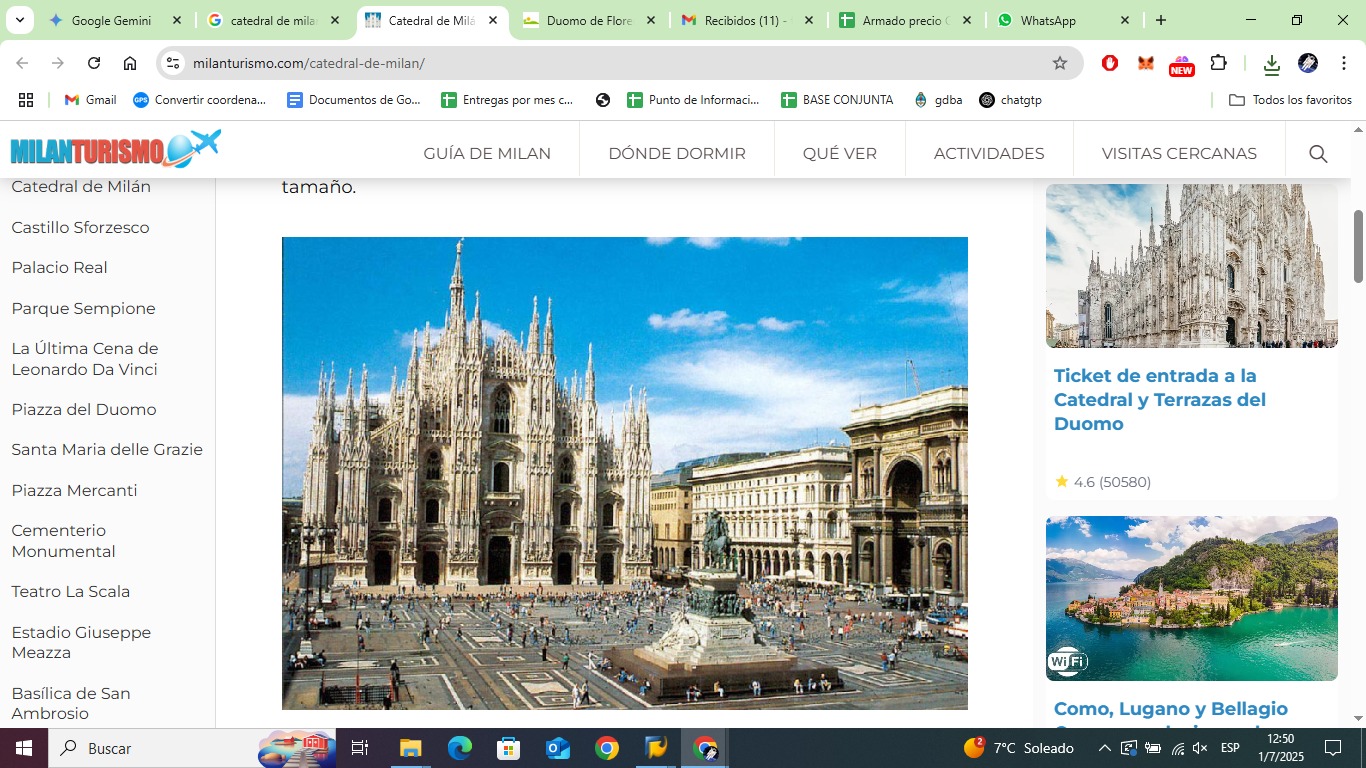 Google Gemini
catedral de mila
Catedral de Milá
Duomo de Flore
Recibidos (11) -
Armado precio
WhatsApp
milanturismo.com/catedral-de-milan/
NEW
Gmail
GPS
Convertir coordena...
Documentos de Go...
Entregas por mes c...
Punto de Informaci...
BASE CONJUNTA
gdba
chatgtp
Todos los favoritos
MILANTURISMO
GUÍA DE MILAN
DÓNDE DORMIR
QUÉ VER
ACTIVIDADES
VISITAS CERCANAS
Catedral de Milán
Castillo Sforzesco
Palacio Real
Parque Sempione
La Última Cena de
Leonardo Da Vinci
Piazza del Duomo
Santa Maria delle Grazie
Piazza Mercanti
Cementerio
Monumental
Teatro La Scala
Estadio Giuseppe
Meazza
Basílica de San
Ambrosio
tamaño.
Ticket de entrada a la
Catedral y Terrazas del
Duomo
4.6 (50580)
WiFi
Como, Lugano y Bellagio
Buscar
2
7°C Soleado
ESP
12:50
1/7/2025